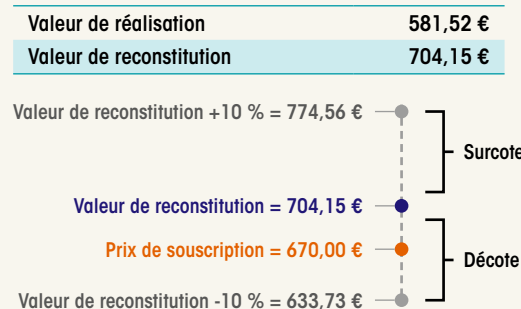 Valeur de réalisation 581,52 €
Valeur de reconstitution 704,15 €
Valeur de reconstitution +10 % = 774,56 €
Surcote
Valeur de reconstitution = 704,15 €
Prix de souscription = 670,00 €
Décote
Valeur de reconstitution -10 % = 633,73 €